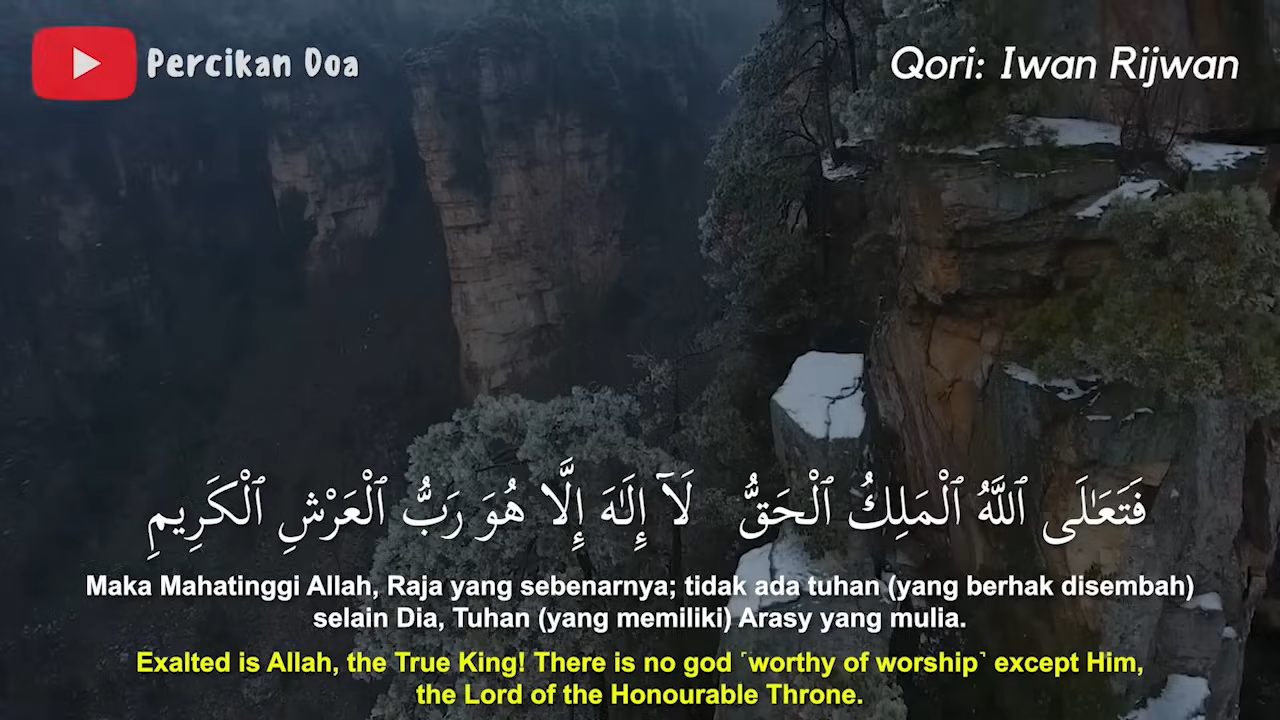 Percikan Doa
Qori: Iwan Rijwan
فَتَعَٰلَى ٱللَّهُ ٱلْمَلِكُ ٱلْحَقُّ لَآ إِلَٰهَ إِلَّا هُوَ رَبُّ ٱلْعَرْشِ ٱلْكَرِيمِ
Maka Mahatinggi Allah, Raja yang sebenarnya; tidak ada tuhan (yang berhak disembah)
selain Dia, Tuhan (yang memiliki) Arasy yang mulia.
Exalted is Allah, the True King! There is no god ˹worthy of worship˺ except Him,
the Lord of the Honourable Throne.